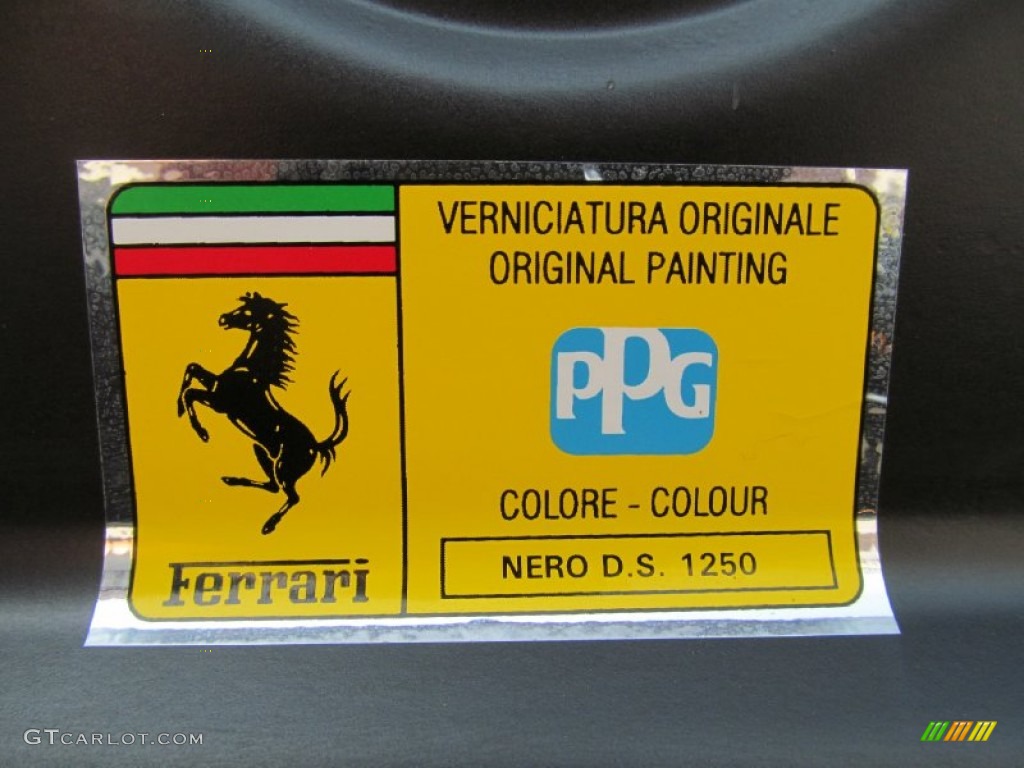 VERNICIATURA ORIGINALE
ORIGINAL PAINTING
PPG
COLORE - COLOUR
NERO D.S. 1250
Ferrari
GTCARLOT.COM